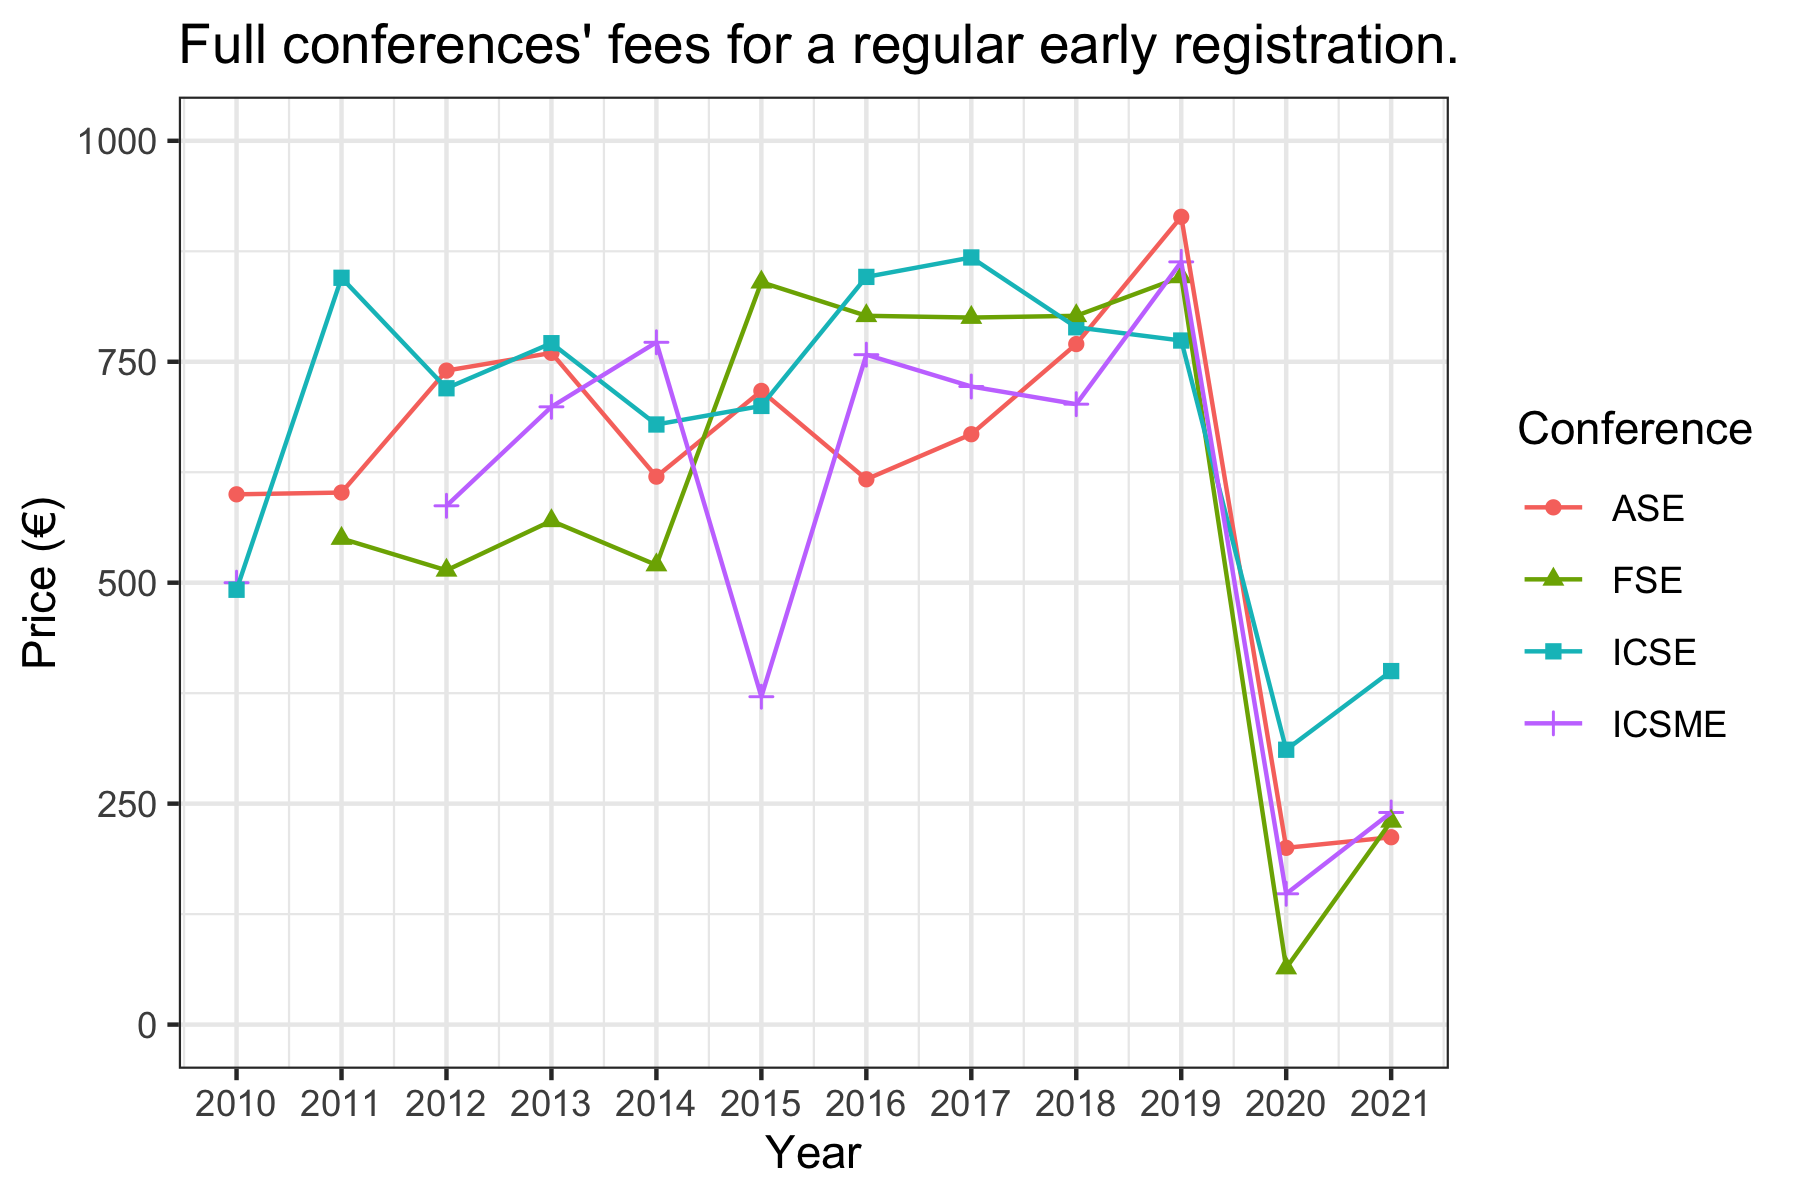 Full conferences' fees for a regular early registration.
1000
750
500
250
0
Price (€)
2010 2011 2012 2013 2014 2015 2016 2017 2018 2019 2020 2021
Year
Conference
ASE
FSE
ICSE
ICSME